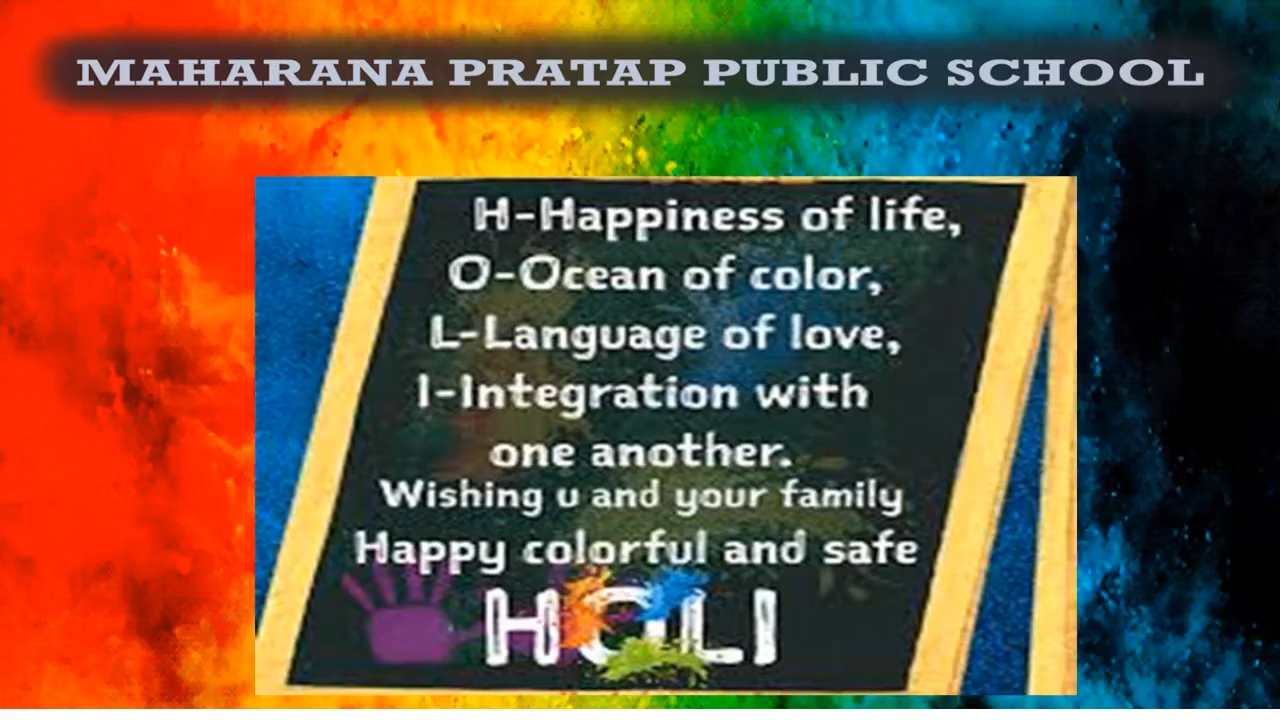 MAHARANA PRATAP PUBLIC SCHOOL
H-Happiness of life,
O-Ocean of color,
L-Language of love,
I-Integration with
one another.
Wishing u and your family
Happy colorful and safe
HOLI